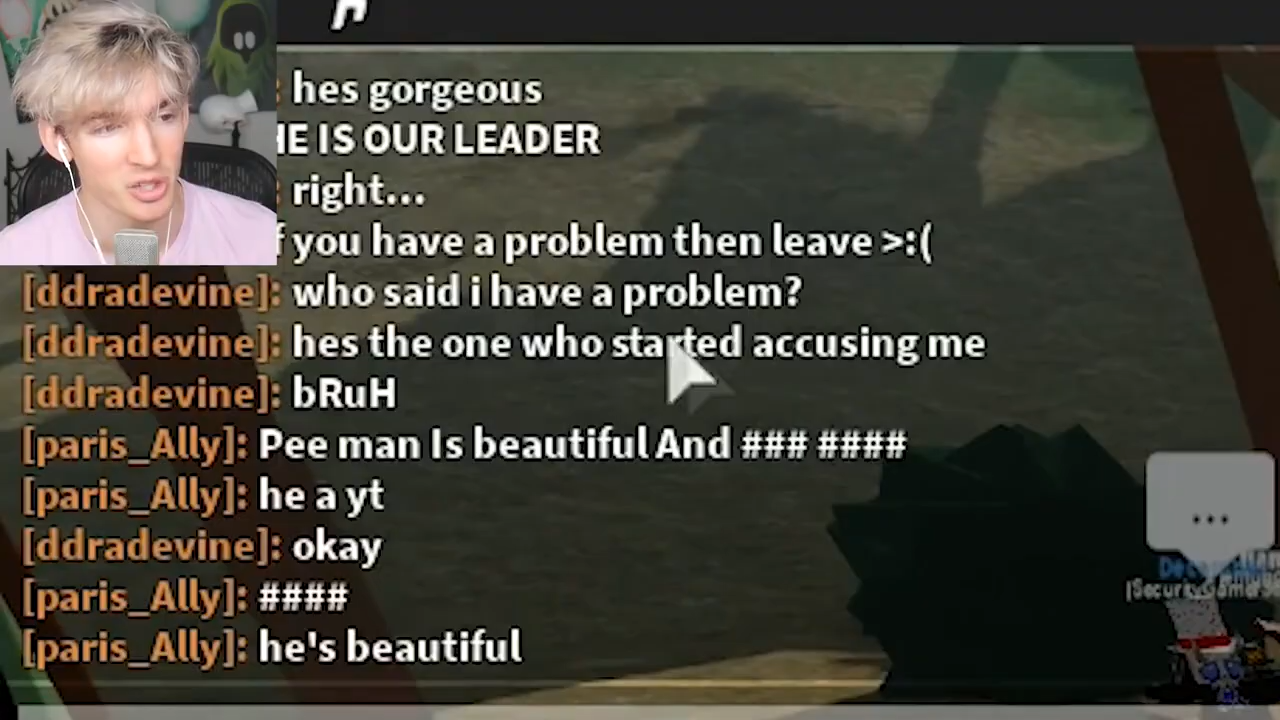 : hes gorgeous
HE IS OUR LEADER
: right...
f you have a problem then leave >:(
[ddradevine]: who said i have a problem?
[ddradevine]: hes the one who started accusing me
[ddradevine]: bRuH
[paris_Ally]: Pee man Is beautiful And ### ####
[paris_Ally]: he a yt
[ddradevine]: okay
[paris_Ally]: ####
[paris_Ally]: he's beautiful
...